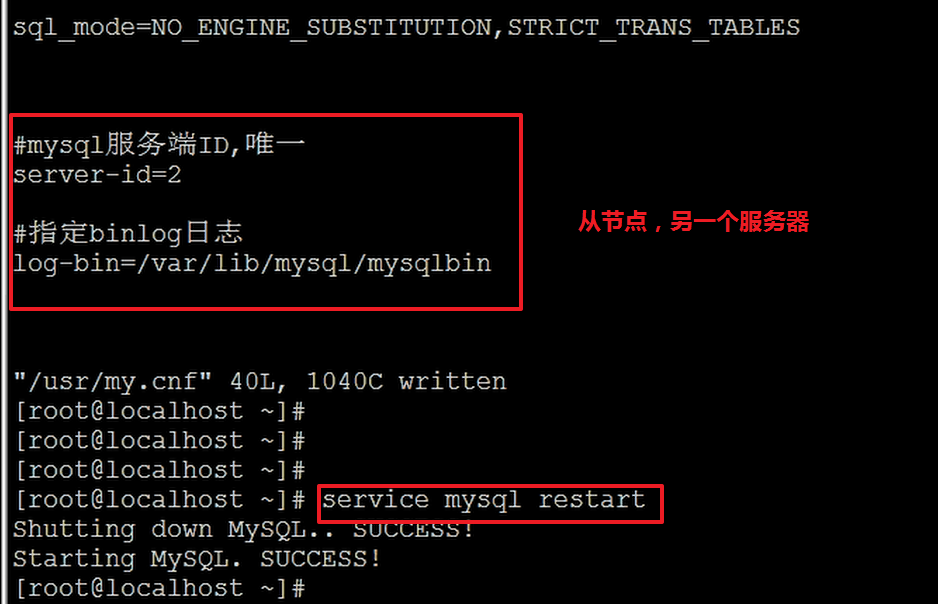 sql_mode=NO_ENGINE_SUBSTITUTION,STRICT_TRANS_TABLES
#mysql服务端ID,唯一
server-id=2
#指定binlog日志
log-bin=/var/lib/mysql/mysqlbin
从节点，另一个服务器
"/usr/my.cnf" 40L, 1040C written
[root@localhost ~]#
[root@localhost ~]#
[root@localhost ~]#
[root@localhost ~]# service mysql restart
Shutting down MySQL.. SUCCESS!
Starting MySQL. SUCCESS!
[root@localhost ~]#